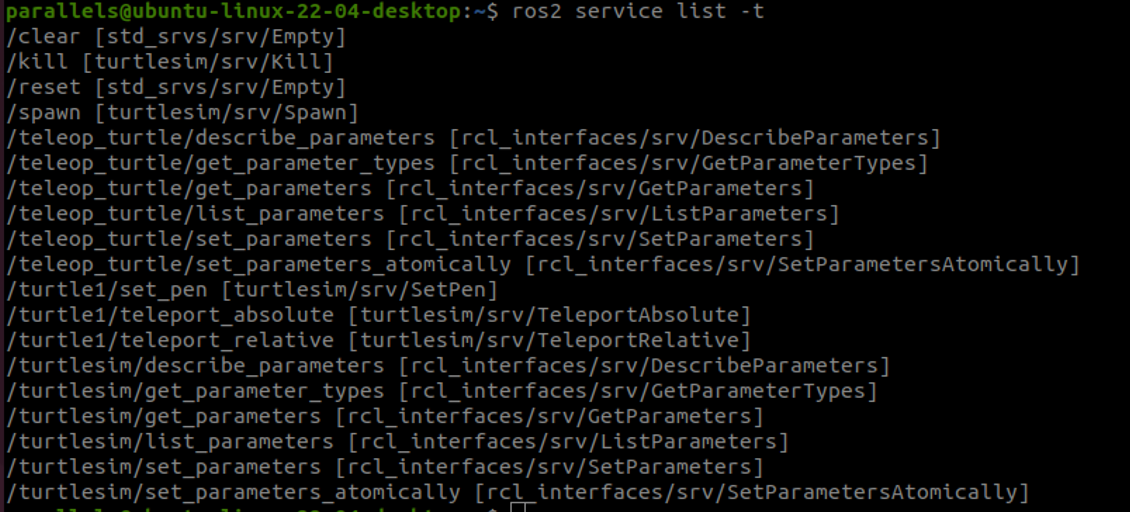 parallels@ubuntu-linux-22-04-desktop:~$ ros2 service list -t
/clear [std_srvs/srv/Empty]
/kill [turtlesim/srv/Kill]
/reset [std_srvs/srv/Empty]
/spawn [turtlesim/srv/Spawn]
/teleop_turtle/describe_parameters [rcl_interfaces/srv/DescribeParameters]
/teleop_turtle/get_parameter_types [rcl_interfaces/srv/GetParameterTypes]
/teleop_turtle/get_parameters [rcl_interfaces/srv/GetParameters]
/teleop_turtle/list_parameters [rcl_interfaces/srv/ListParameters]
/teleop_turtle/set_parameters [rcl_interfaces/srv/SetParameters]
/teleop_turtle/set_parameters_atomically [rcl_interfaces/srv/SetParametersAtomically]
/turtle1/set_pen [turtlesim/srv/SetPen]
/turtle1/teleport_absolute [turtlesim/srv/TeleportAbsolute]
/turtle1/teleport_relative [turtlesim/srv/TeleportRelative]
/turtlesim/describe_parameters [rcl_interfaces/srv/DescribeParameters]
/turtlesim/get_parameter_types [rcl_interfaces/srv/GetParameterTypes]
/turtlesim/get_parameters [rcl_interfaces/srv/GetParameters]
/turtlesim/list_parameters [rcl_interfaces/srv/ListParameters]
/turtlesim/set_parameters [rcl_interfaces/srv/SetParameters]
/turtlesim/set_parameters_atomically [rcl_interfaces/srv/SetParametersAtomically]